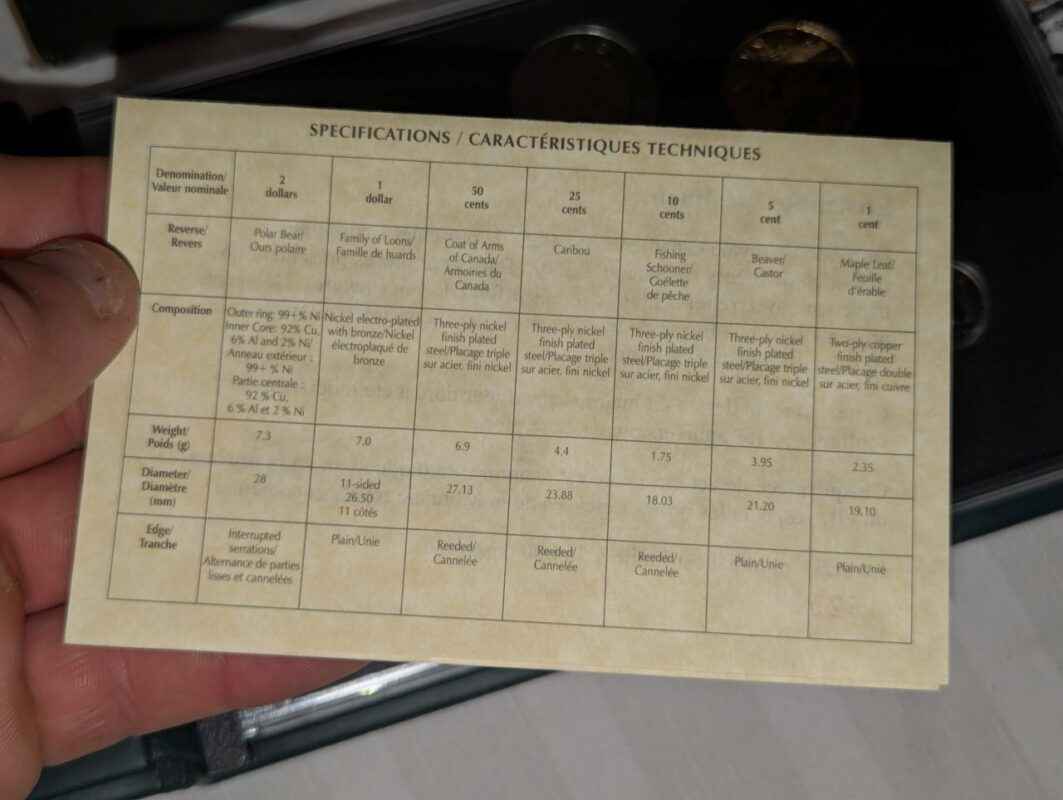 SPECIFICATIONS / CARACTÉRISTIQUES TECHNIQUES
Denomination/
Valeur nominale
2
dollars
1
dollar
50
cents
25
cents
10
cents
5
cent
1
cent
Reverse/
Revers
Polar Bear/
Ours polaire
Family of Loons/
Famille de huards
Coat of Arms
of Canada/
Armoiries du
Canada
Caribou
Fishing
Schooner/
Goélette
de pêche
Beaver/
Castor
Maple Leaf/
Feuille
d'érable
Composition
Outer ring: 99+% Ni
Inner Core: 92% Cu,
6% Al and 2% Ni/
Anneau extérieur :
99+ % Ni
Partie centrale :
92 % Cu,
6 % Al et 2 % Ni
Nickel electro-plated
with bronze/Nickel
électroplaqué de
bronze
Three-ply nickel
finish plated
steel/Placage triple
sur acier, fini nickel
Three-ply nickel
finish plated
steel/Placage triple
sur acier, fini nickel
Three-ply nickel
finish plated
steel/Placage triple
sur acier, fini nickel
Three-ply nickel
finish plated
steel/Placage triple
sur acier, fini nickel
Two-ply copper
finish plated
steel/Placage double
sur acier, fini cuivre
Weight/
Poids (g)
7.3
7.0
6.9
4.4
1.75
3.95
2.35
Diameter/
Diamètre
(mm)
28
11-sided
26.50
11 côtés
27.13
23.88
18.03
21.20
19.10
Edge/
Tranche
Interrupted
serrations/
Alternance de parties
lisses et cannelées
Plain/Unie
Reeded/
Cannelée
Reeded/
Cannelée
Reeded/
Cannelée
Plain/Unie
Plain/Unie